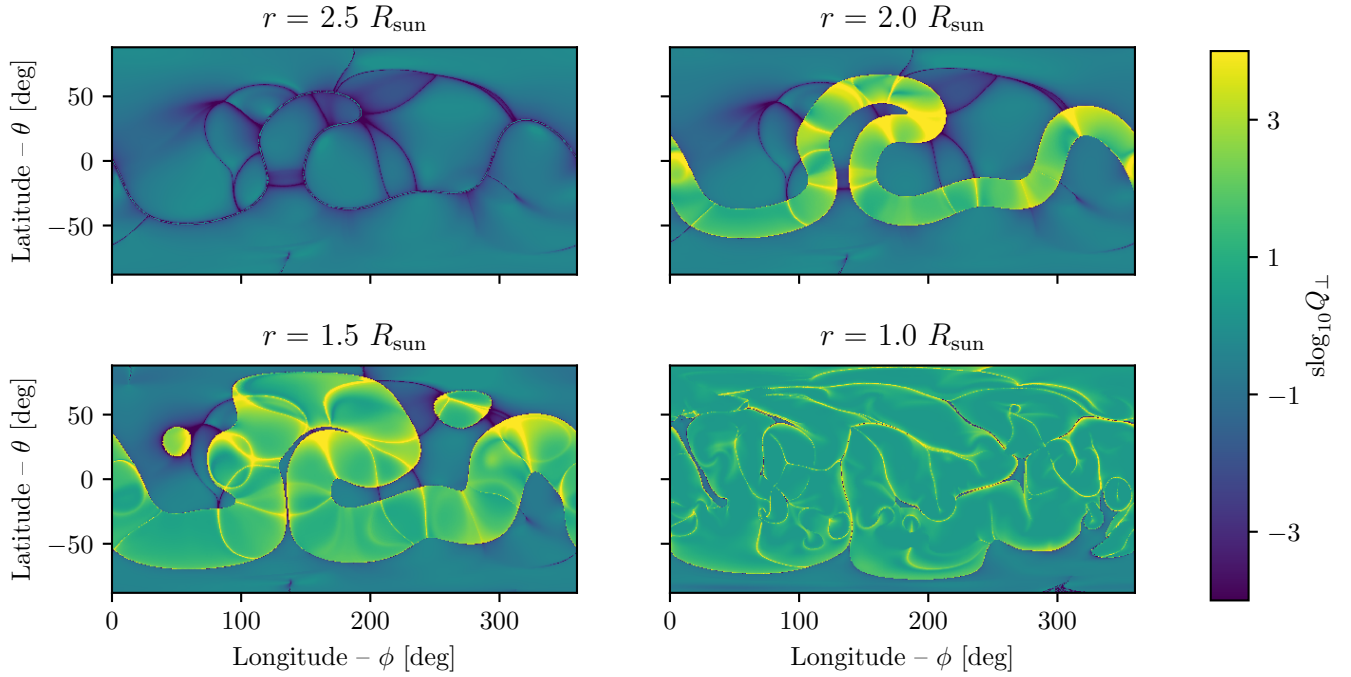 r = 2.5 R_sun
r = 2.0 R_sun
Latitude – θ [deg]
50
0
−50
3
1
−1
−3
slog₁₀Q⊥
r = 1.5 R_sun
r = 1.0 R_sun
Latitude – θ [deg]
50
0
−50
0
100
200
300
0
100
200
300
Longitude – ϕ [deg]
Longitude – ϕ [deg]